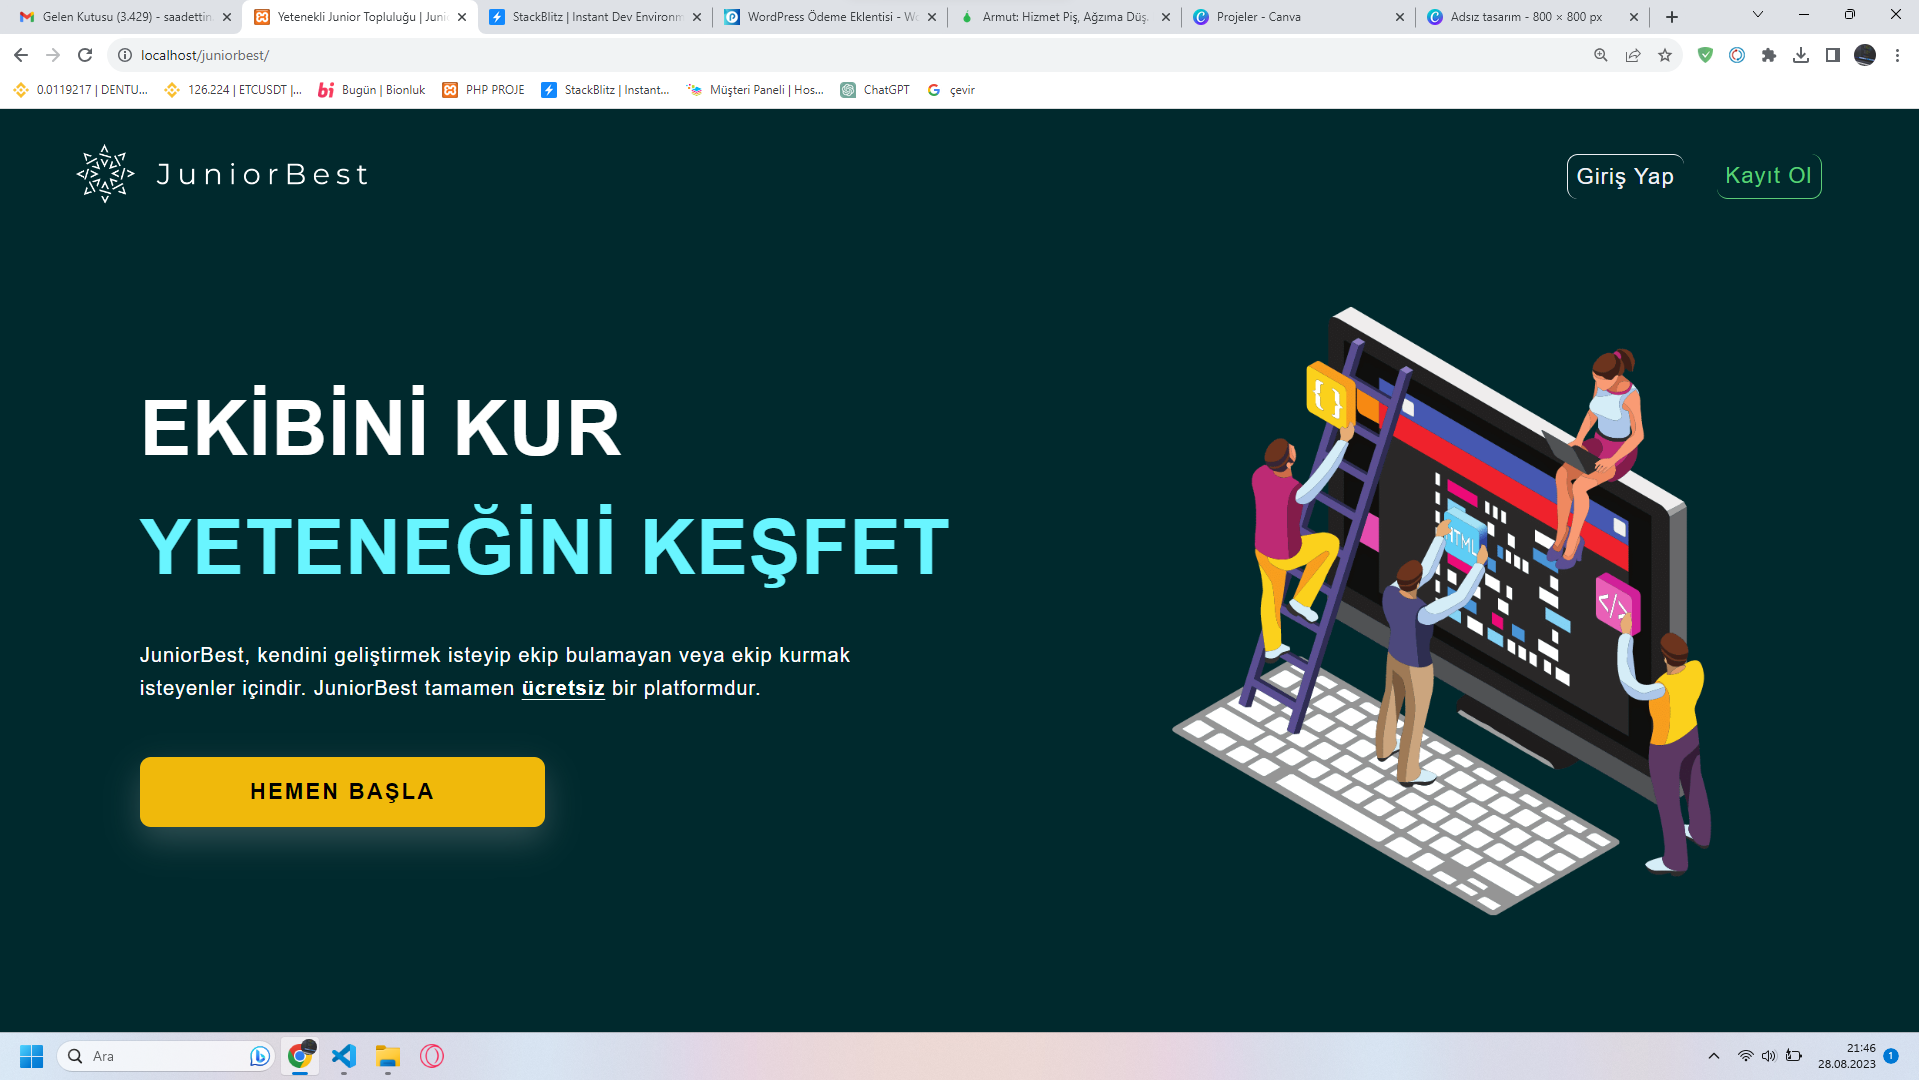 Gelen Kutusu (3.429) - saadettin
Yetenekli Junior Topluluğu | Juni
StackBlitz | Instant Dev Environm
WordPress Ödeme Eklentisi - Wo
Armut: Hizmet Piş, Ağzıma Düş.
Projeler - Canva
Adsız tasarım - 800 × 800 px
localhost/juniorbest/
0.0119217 | DENTU...
126.224 | ETCUSDT |...
bi
Bugün | Bionluk
PHP PROJE
StackBlitz | Instant...
Müşteri Paneli | Hos...
ChatGPT
çevir
JuniorBest
Giriş Yap
Kayıt Ol
EKİBİNİ KUR
YETENEĞİNİ KEŞFET
JuniorBest, kendini geliştirmek isteyip ekip bulamayan veya ekip kurmak
isteyenler içindir. JuniorBest tamamen ücretsiz bir platformdur.
HEMEN BAŞLA
{ }
HTML
</>
Ara
21:46
28.08.2023
1